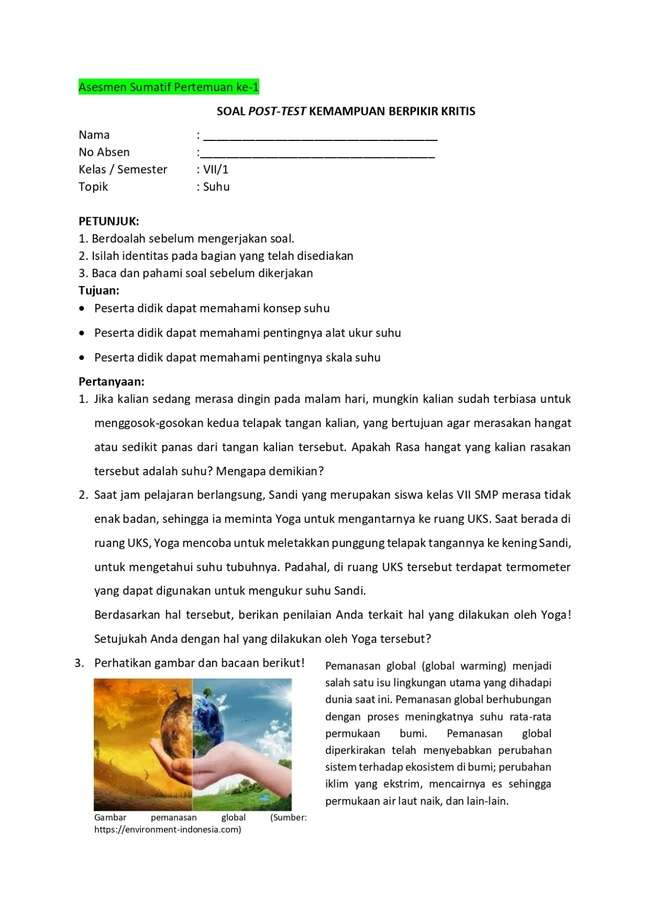 Asesmen Sumatif Pertemuan ke-1
SOAL POST-TEST KEMAMPUAN BERPIKIR KRITIS
Nama : ____________________________________
No Absen :____________________________________
Kelas / Semester : VII/1
Topik : Suhu
PETUNJUK:
1. Berdoalah sebelum mengerjakan soal.
2. Isilah identitas pada bagian yang telah disediakan
3. Baca dan pahami soal sebelum dikerjakan
Tujuan:
• Peserta didik dapat memahami konsep suhu
• Peserta didik dapat memahami pentingnya alat ukur suhu
• Peserta didik dapat memahami pentingnya skala suhu
Pertanyaan:
1. Jika kalian sedang merasa dingin pada malam hari, mungkin kalian sudah terbiasa untuk
menggosok-gosokan kedua telapak tangan kalian, yang bertujuan agar merasakan hangat
atau sedikit panas dari tangan kalian tersebut. Apakah Rasa hangat yang kalian rasakan
tersebut adalah suhu? Mengapa demikian?
2. Saat jam pelajaran berlangsung, Sandi yang merupakan siswa kelas VII SMP merasa tidak
enak badan, sehingga ia meminta Yoga untuk mengantarnya ke ruang UKS. Saat berada di
ruang UKS, Yoga mencoba untuk meletakkan punggung telapak tangannya ke kening Sandi,
untuk mengetahui suhu tubuhnya. Padahal, di ruang UKS tersebut terdapat termometer
yang dapat digunakan untuk mengukur suhu Sandi.
Berdasarkan hal tersebut, berikan penilaian Anda terkait hal yang dilakukan oleh Yoga!
Setujukah Anda dengan hal yang dilakukan oleh Yoga tersebut?
3. Perhatikan gambar dan bacaan berikut!
Gambar pemanasan global (Sumber:
https://environment-indonesia.com)
Pemanasan global (global warming) menjadi
salah satu isu lingkungan utama yang dihadapi
dunia saat ini. Pemanasan global berhubungan
dengan proses meningkatnya suhu rata-rata
permukaan bumi. Pemanasan global
diperkirakan telah menyebabkan perubahan
sistem terhadap ekosistem di bumi; perubahan
iklim yang ekstrim, mencairnya es sehingga
permukaan air laut naik, dan lain-lain.